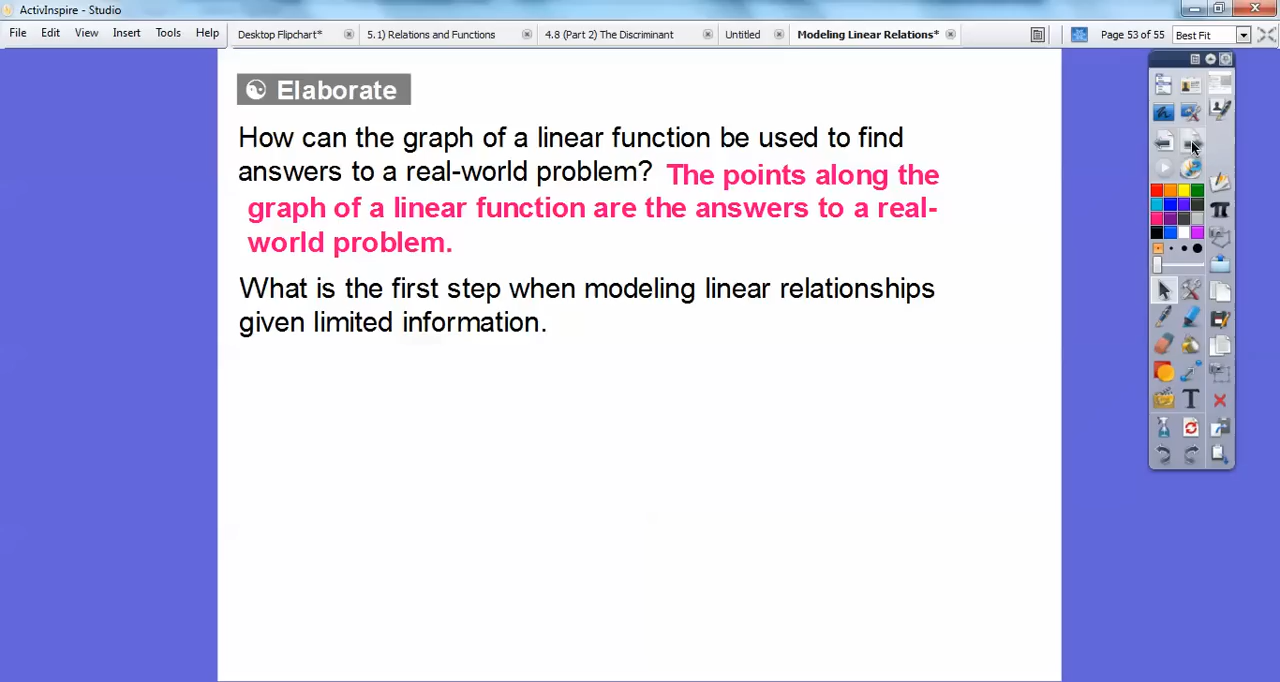 ActivInspire - Studio
File Edit View Insert Tools Help
Desktop Flipchart* 5.1) Relations and Functions 4.8 (Part 2) The Discriminant Untitled Modeling Linear Relations* Page 53 of 55 Best Fit
Elaborate
How can the graph of a linear function be used to find
answers to a real-world problem? The points along the
graph of a linear function are the answers to a real-
world problem.
What is the first step when modeling linear relationships
given limited information.